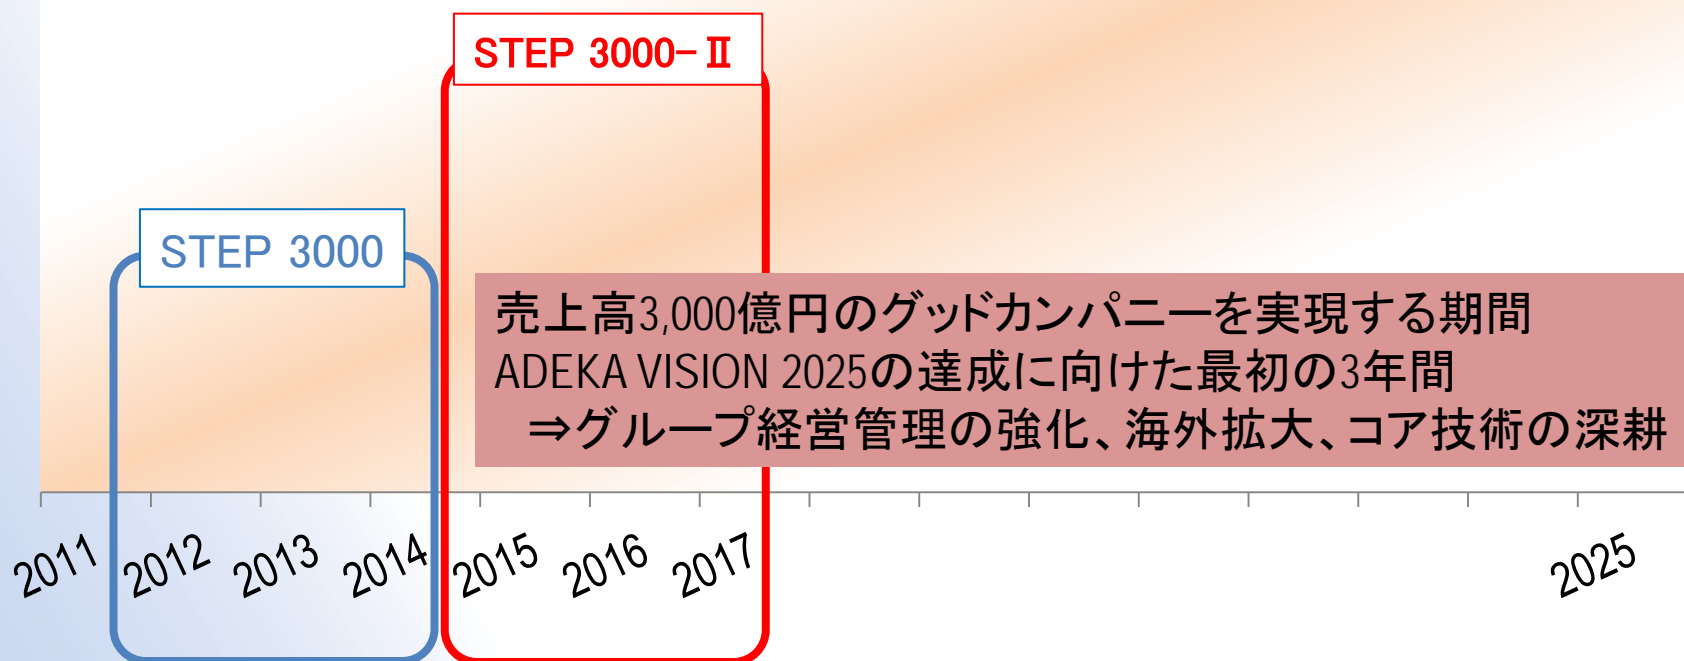 STEP 3000-Ⅱ
STEP 3000
売上高3,000億円のグッドカンパニーを実現する期間
ADEKA VISION 2025の達成に向けた最初の3年間
⇒グループ経営管理の強化、海外拡大、コア技術の深耕
2011 2012 2013 2014 2015 2016 2017 2025